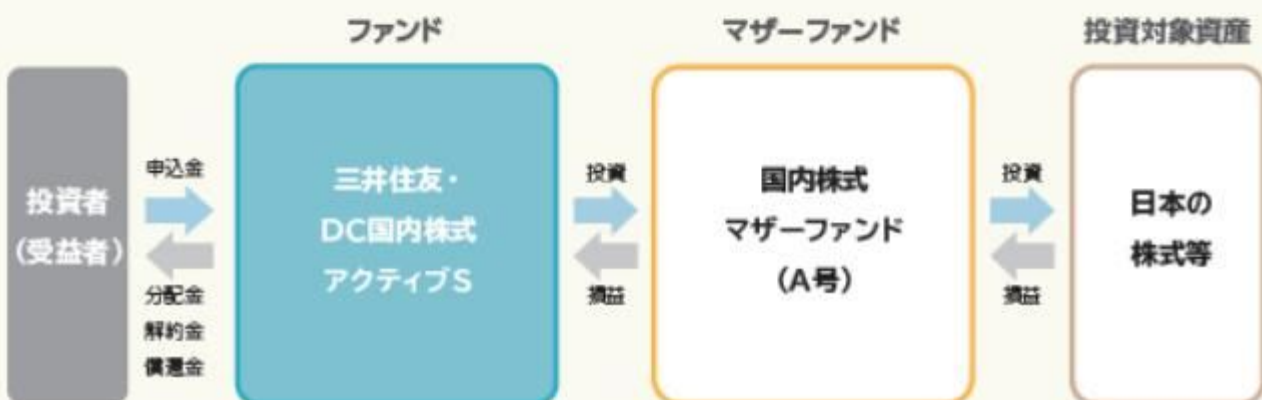 ファンド
マザーファンド
投資対象資産
投資者
(受益者)
申込金
分配金
解約金
償還金
三井住友・
DC国内株式
アクティブS
投資
損益
国内株式
マザーファンド
(A号)
投資
損益
日本の
株式等